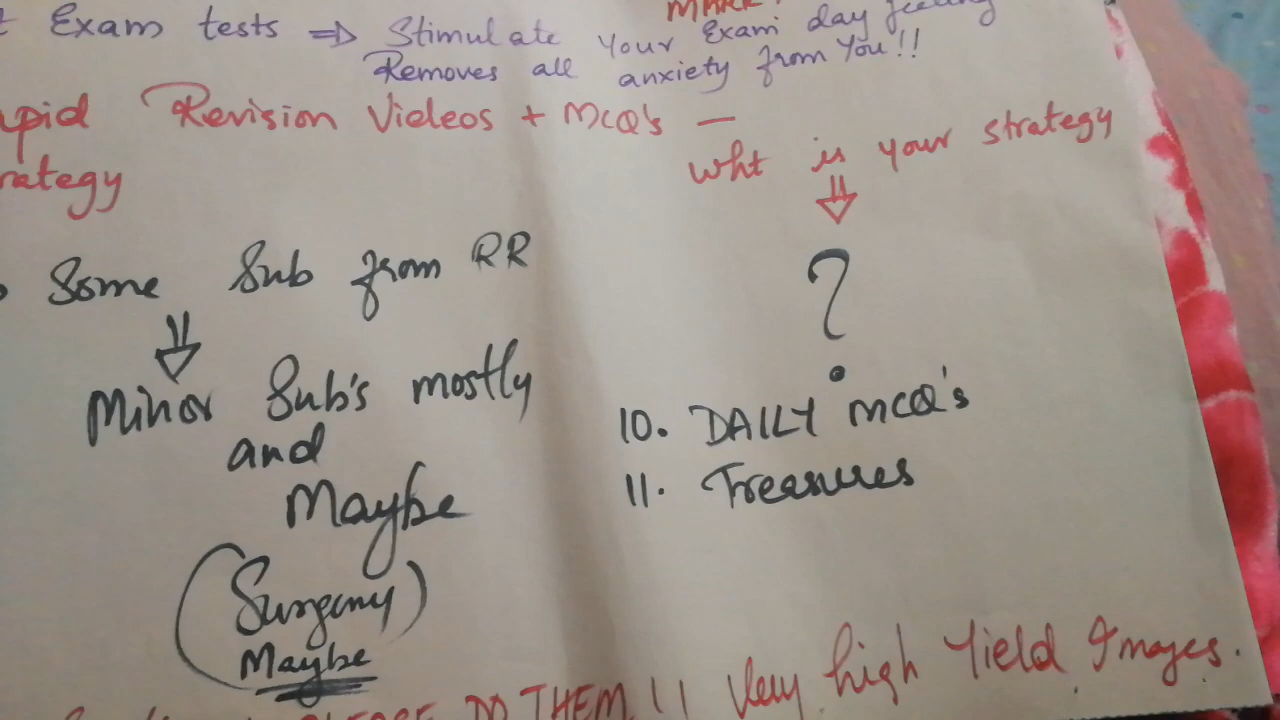 Exam tests ⇒ Stimulate your Exam day feeling
Removes all anxiety from You!!
Rapid Revision Videos + MCQ's —
Wht is your strategy
?
Some Sub from RR
Minor Sub's mostly
and
Maybe
(Surgery)
Maybe
10. DAILY MCQ's
11. Treasures
DO THEM!! Very high Yield Images.